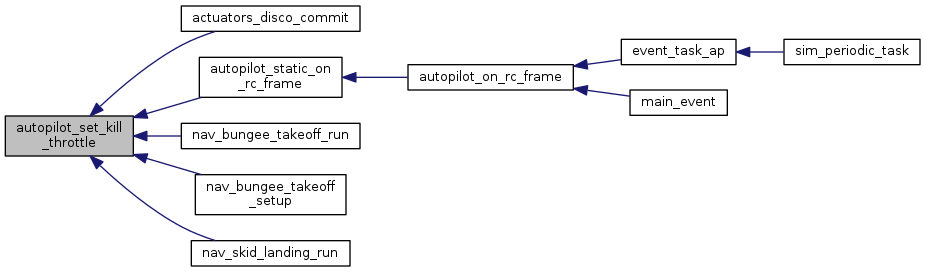 autopilot_set_kill
_throttle
actuators_disco_commit
autopilot_static_on
_rc_frame
autopilot_on_rc_frame
event_task_ap
sim_periodic_task
main_event
nav_bungee_takeoff_run
nav_bungee_takeoff
_setup
nav_skid_landing_run